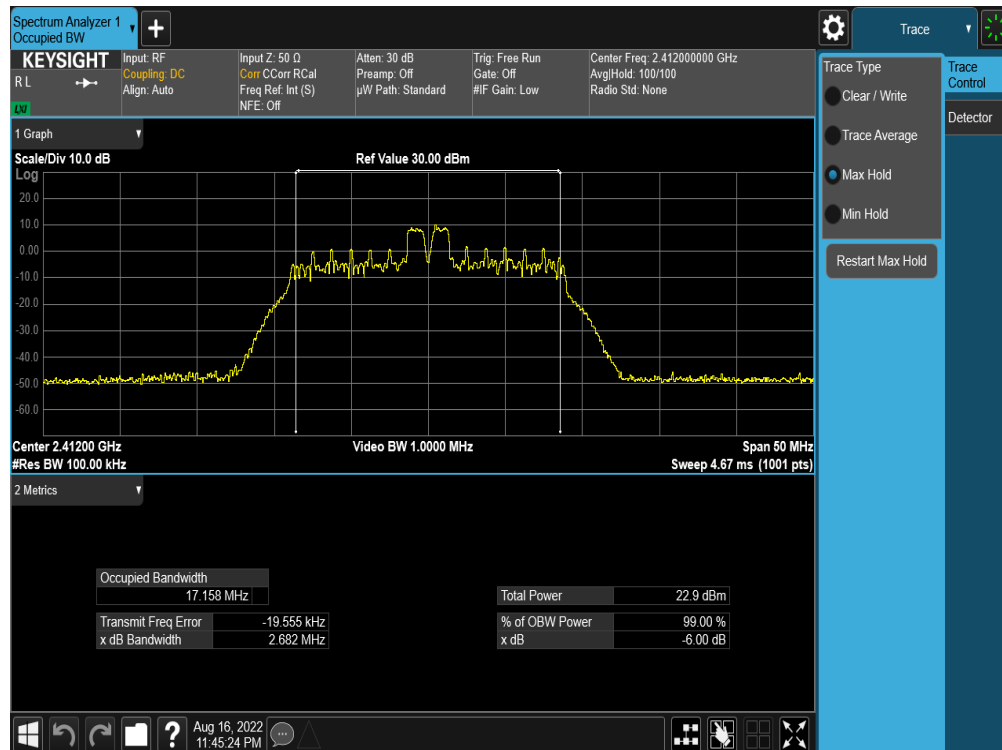 Spectrum Analyzer 1
Occupied BW
+
Trace
KEYSIGHT
R L
LXI
Input: RF
Coupling: DC
Align: Auto
Input Z: 50 Ω
Corr CCorr RCal
Freq Ref: Int (S)
NFE: Off
Atten: 30 dB
Preamp: Off
µW Path: Standard
Trig: Free Run
Gate: Off
#IF Gain: Low
Center Freq: 2.412000000 GHz
Avg|Hold: 100/100
Radio Std: None
1 Graph
Scale/Div 10.0 dB
Ref Value 30.00 dBm
Log
20.0
10.0
0.00
-10.0
-20.0
-30.0
-40.0
-50.0
-60.0
Center 2.41200 GHz
Video BW 1.0000 MHz
Span 50 MHz
#Res BW 100.00 kHz
Sweep 4.67 ms (1001 pts)
2 Metrics
Occupied Bandwidth
17.158 MHz
Total Power 22.9 dBm
Transmit Freq Error -19.555 kHz
% of OBW Power 99.00 %
x dB Bandwidth 2.682 MHz
x dB -6.00 dB
?
Aug 16, 2022
11:45:24 PM
Trace Type
Clear / Write
Trace Average
Max Hold
Min Hold
Restart Max Hold
Trace
Control
Detector